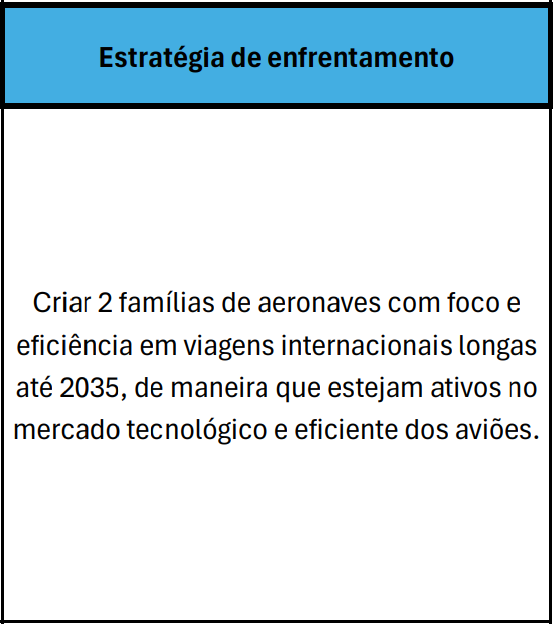 Estratégia de enfrentamento
Criar 2 famílias de aeronaves com foco e
eficiência em viagens internacionais longas
até 2035, de maneira que estejam ativos no
mercado tecnológico e eficiente dos aviões.